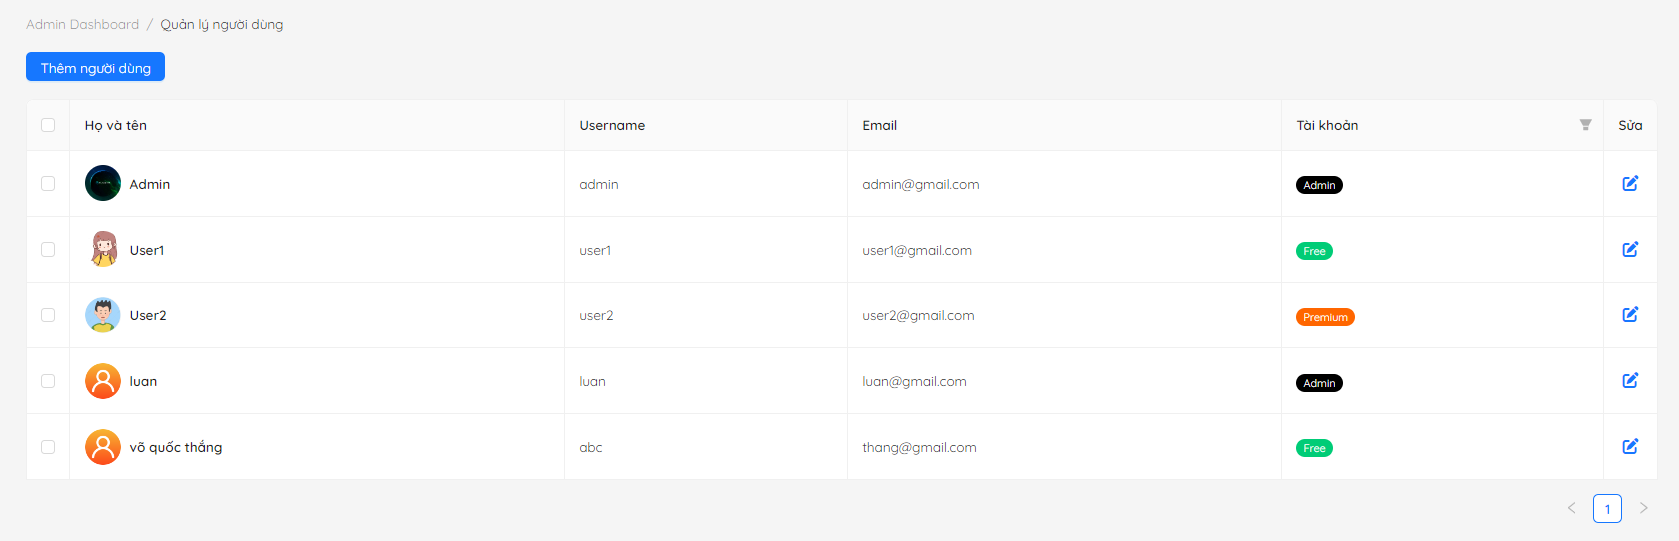 Admin Dashboard / Quản lý người dùng
Thêm người dùng
Họ và tên Username Email Tài khoản Sửa
Admin admin admin@gmail.com Admin
User1 user1 user1@gmail.com Free
User2 user2 user2@gmail.com Premium
luan luan luan@gmail.com Admin
võ quốc thắng abc thang@gmail.com Free
1